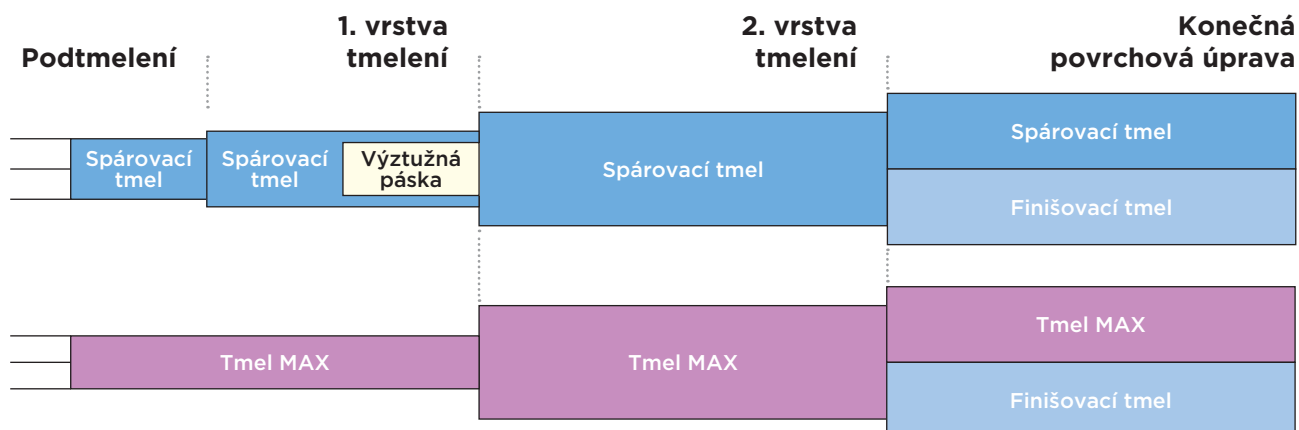 Podtmelení
1. vrstva
tmelení
2. vrstva
tmelení
Konečná
povrchová úprava
Spárovací
tmel
Spárovací
tmel
Výztužná
páska
Spárovací tmel
Spárovací tmel
Finišovací tmel
Tmel MAX
Tmel MAX
Tmel MAX
Finišovací tmel